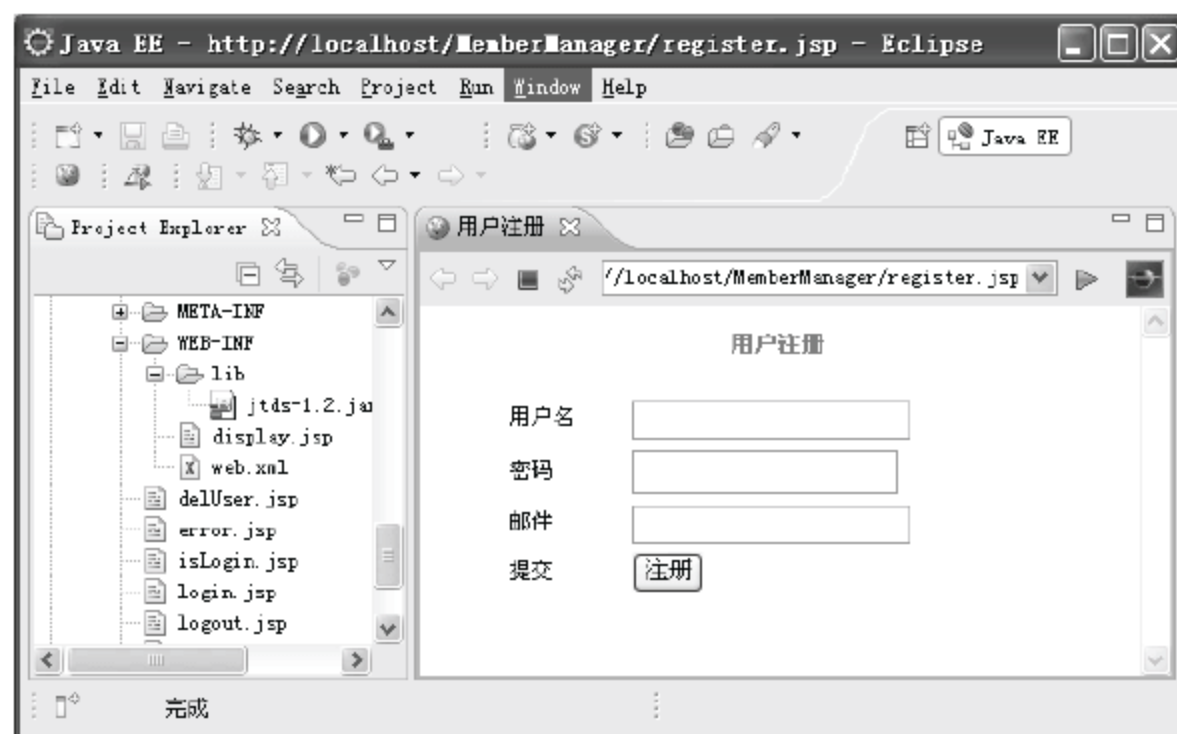 Java EE - http://localhost/MemberManager/register.jsp - Eclipse
File Edit Navigate Search Project Run Window Help
Java EE
Project Explorer
用户注册
//localhost/MemberManager/register.jsp
META-INF
WEB-INF
lib
jtds-1.2.jar
display.jsp
web.xml
delUser.jsp
error.jsp
isLogin.jsp
login.jsp
logout.jsp
用户注册
用户名
密码
邮件
提交
注册
完成